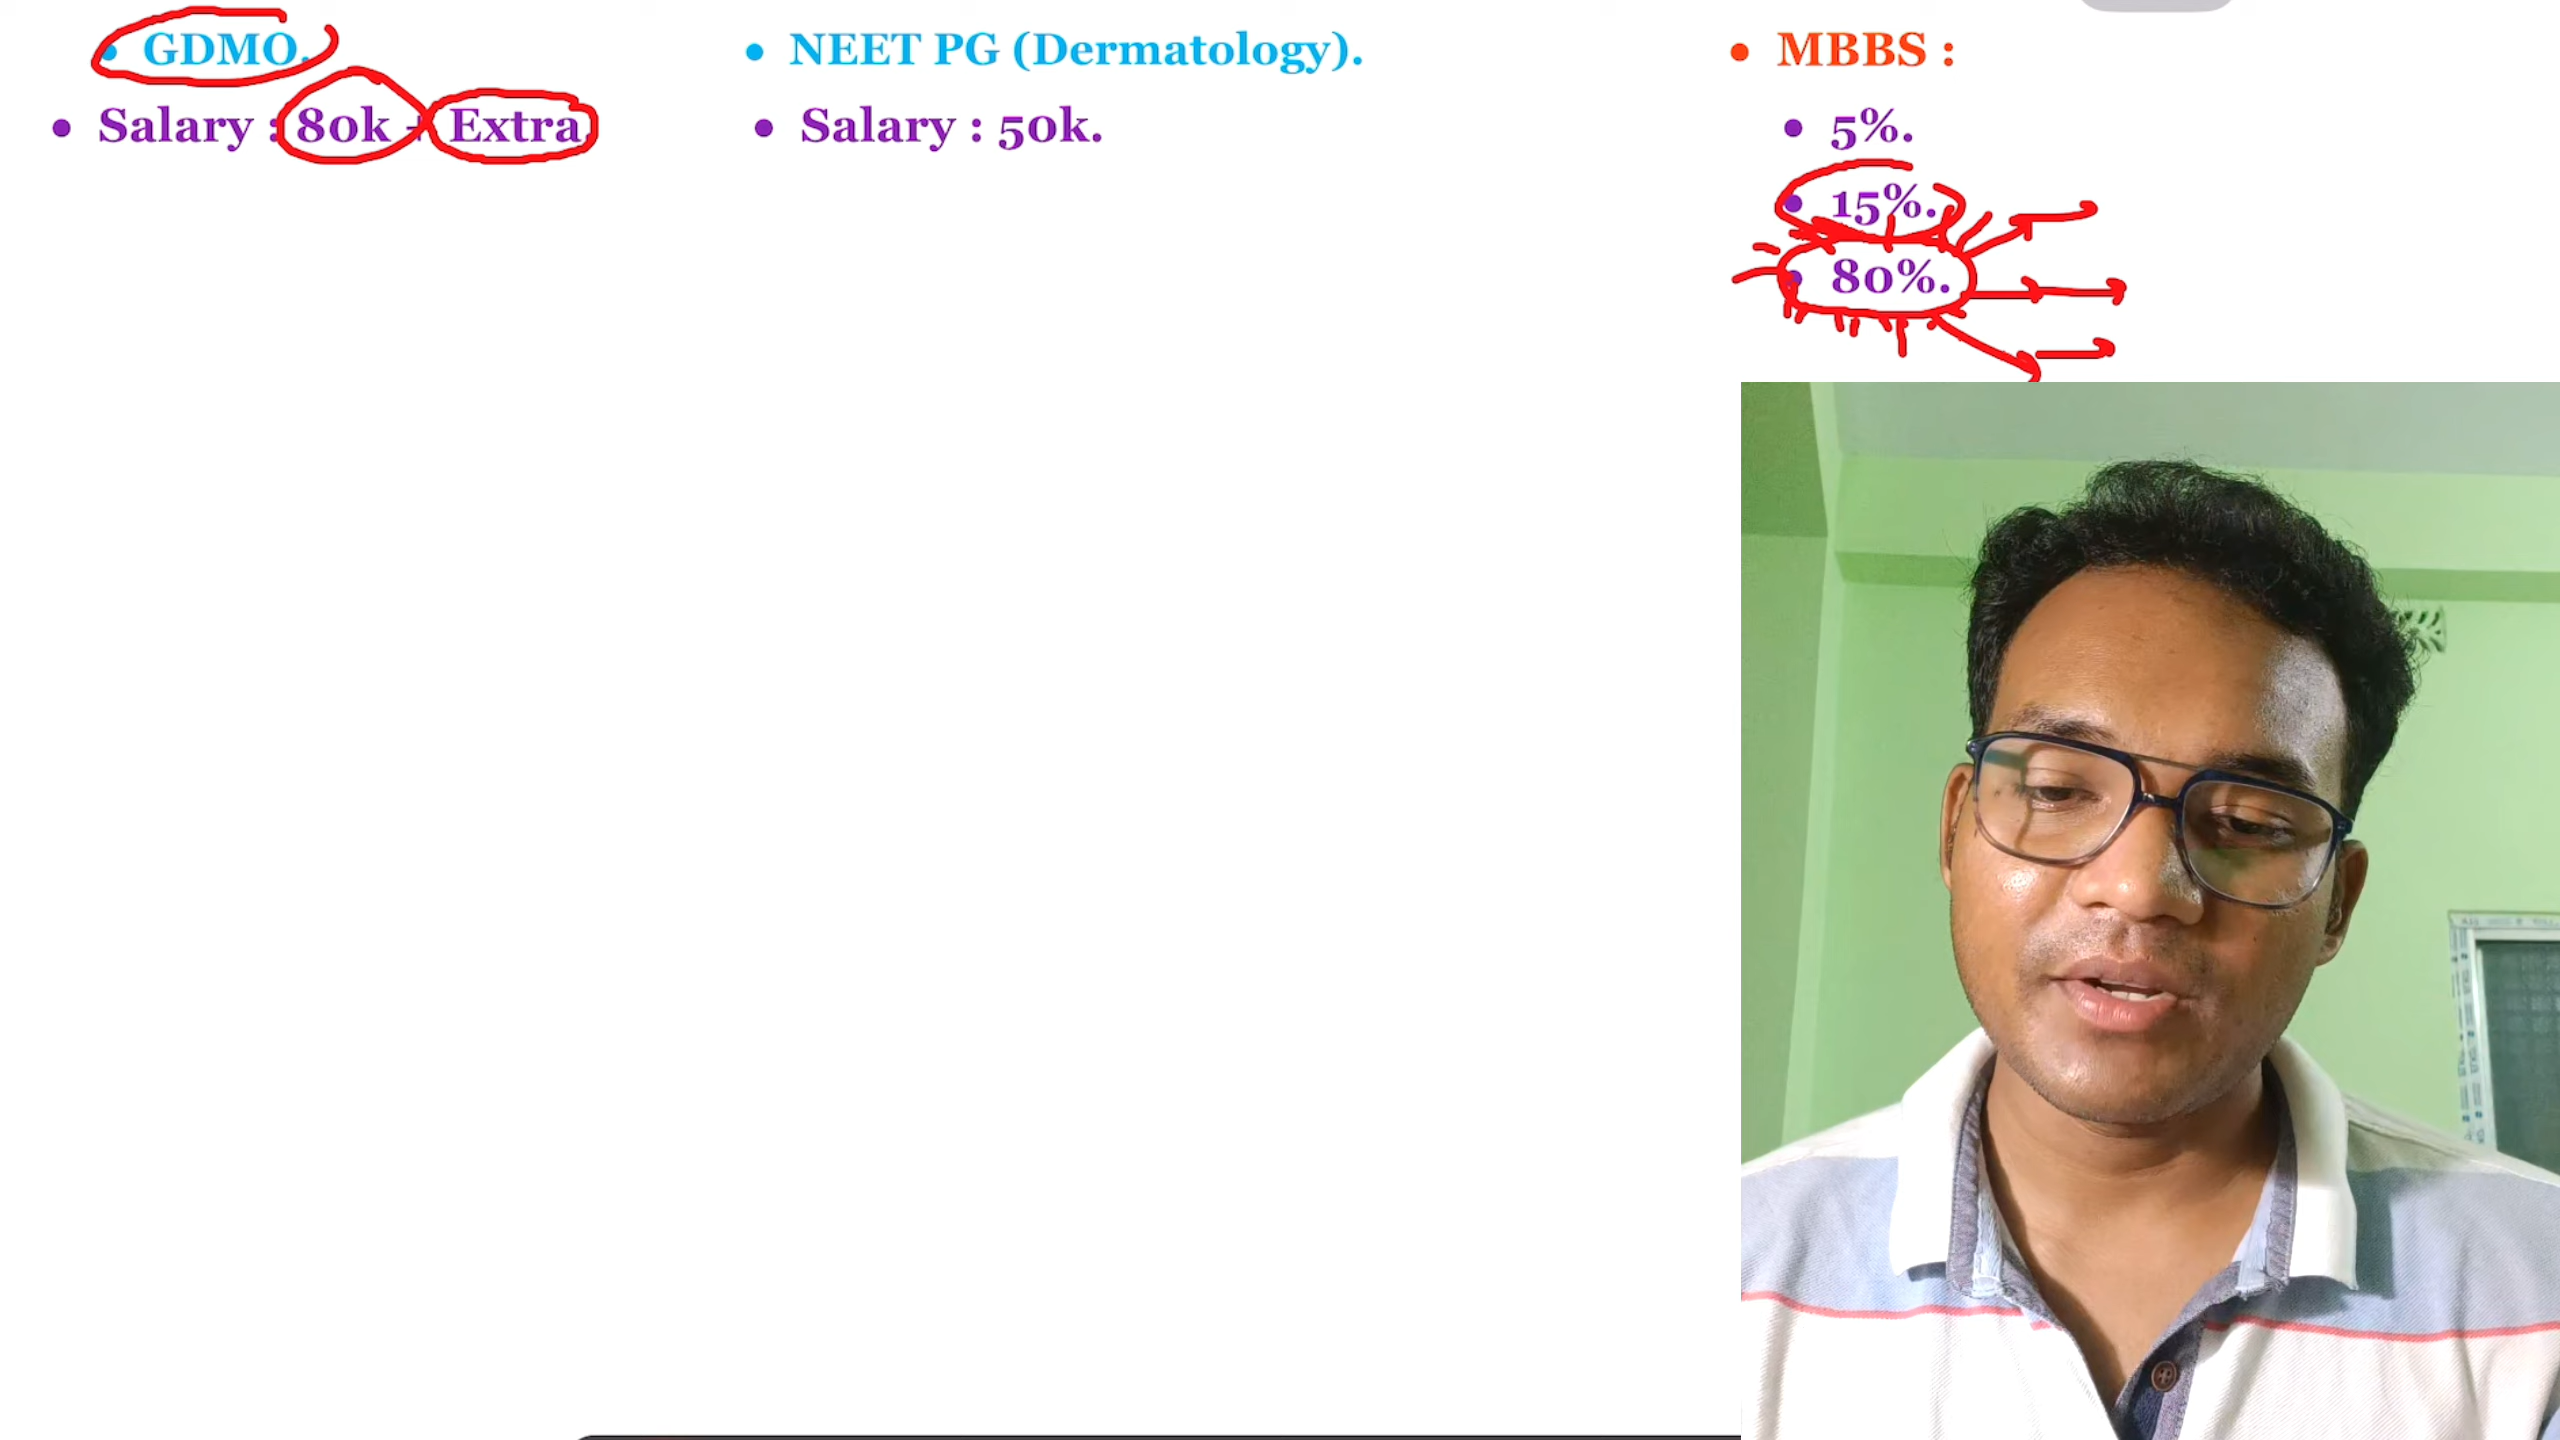 • GDMO.
• Salary : 80k + Extra.
• NEET PG (Dermatology).
• Salary : 50k.
• MBBS :
• 5%.
• 15%.
• 80%.